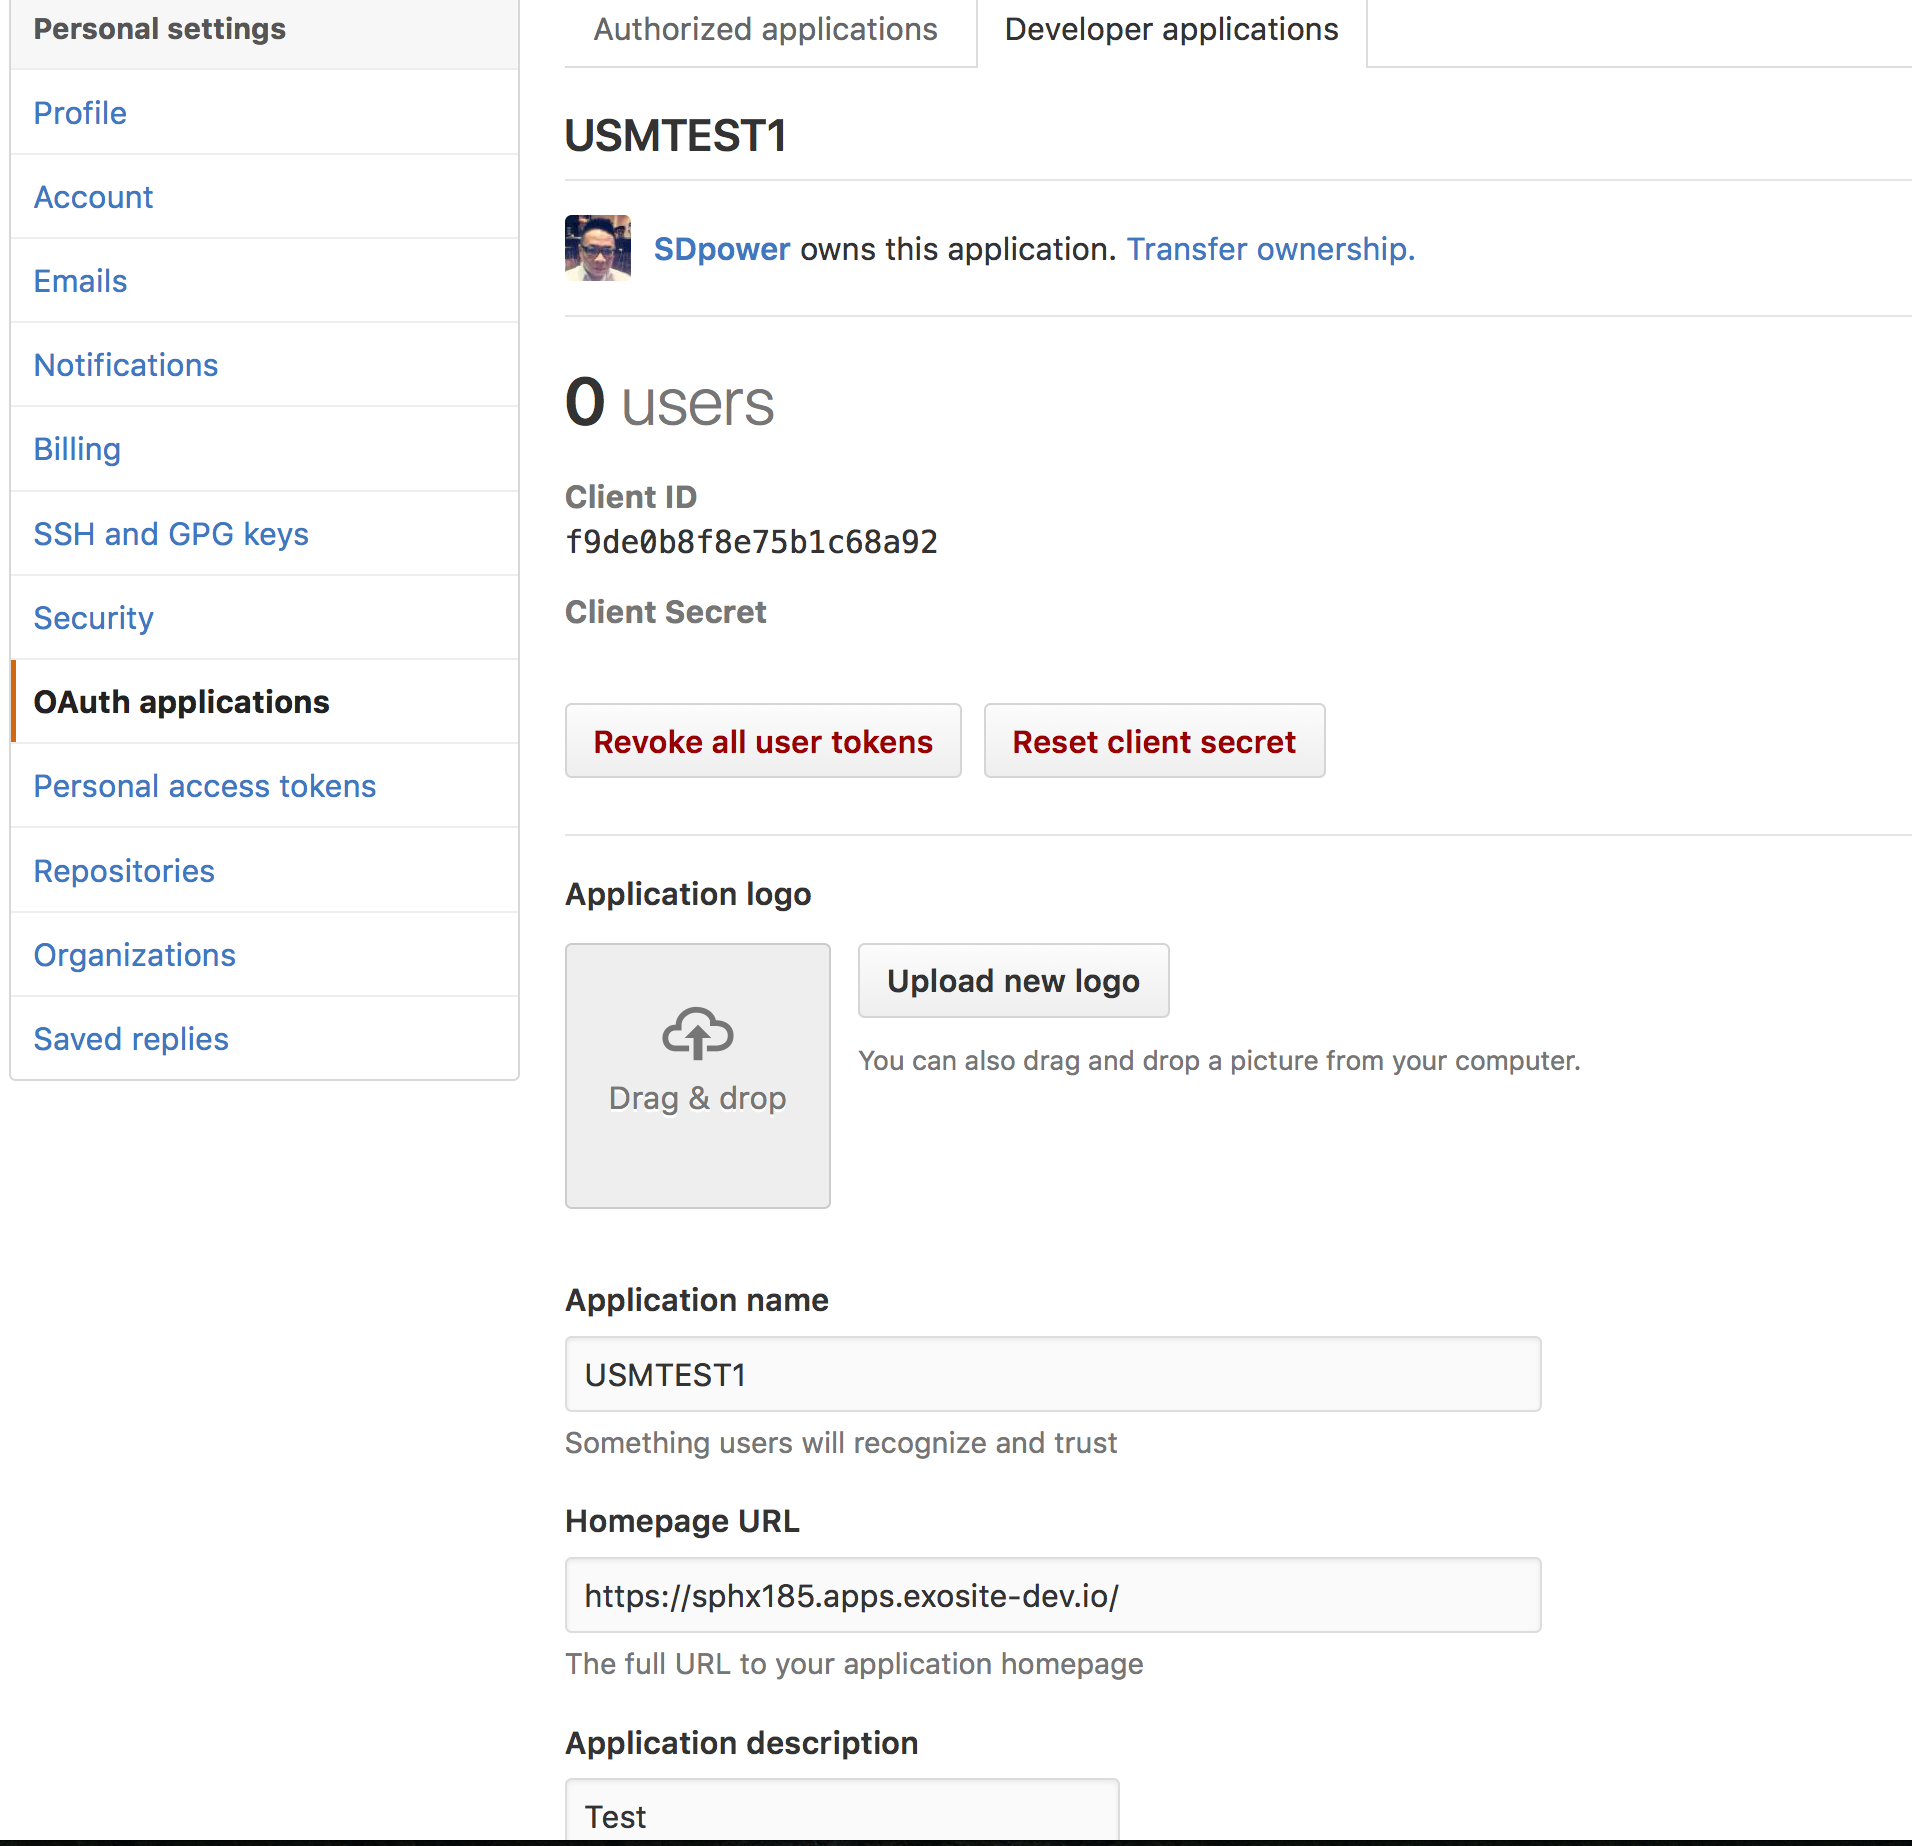 Personal settings
Profile
Account
Emails
Notifications
Billing
SSH and GPG keys
Security
OAuth applications
Personal access tokens
Repositories
Organizations
Saved replies
Authorized applications
Developer applications
USMTEST1
SDpower owns this application. Transfer ownership.
0 users
Client ID
f9de0b8f8e75b1c68a92
Client Secret
Revoke all user tokens
Reset client secret
Application logo
Drag & drop
Upload new logo
You can also drag and drop a picture from your computer.
Application name
USMTEST1
Something users will recognize and trust
Homepage URL
https://sphx185.apps.exosite-dev.io/
The full URL to your application homepage
Application description
Test